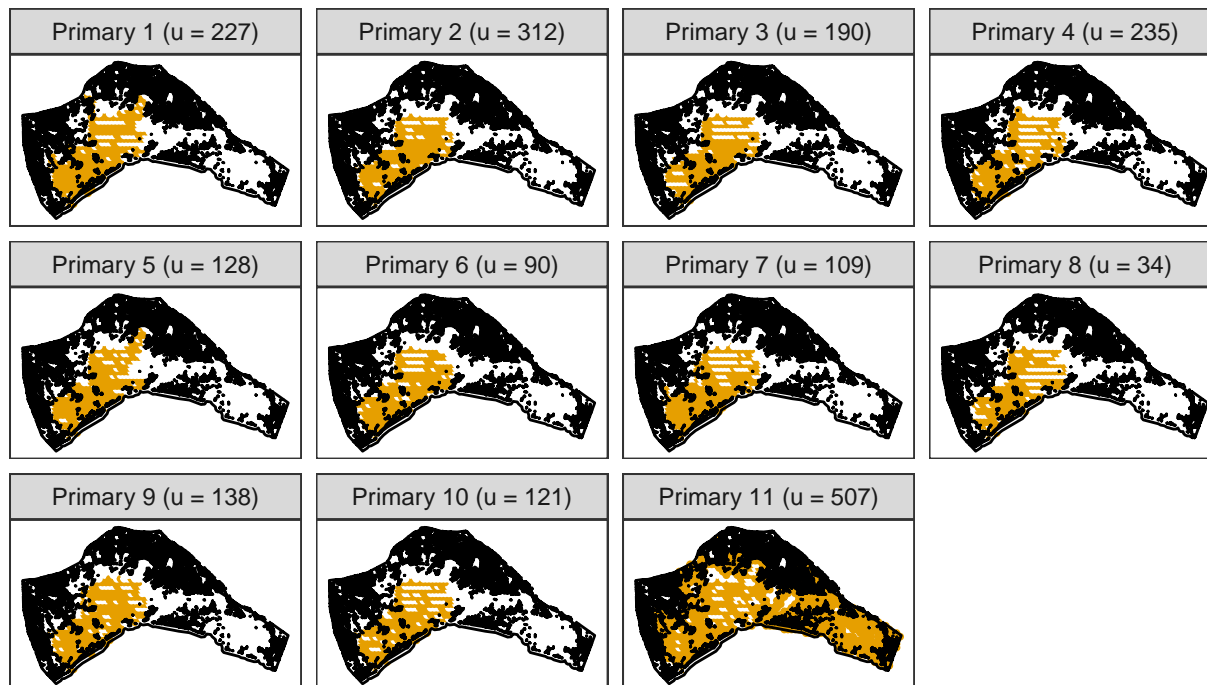 Primary 1 (u = 227)
Primary 2 (u = 312)
Primary 3 (u = 190)
Primary 4 (u = 235)
Primary 5 (u = 128)
Primary 6 (u = 90)
Primary 7 (u = 109)
Primary 8 (u = 34)
Primary 9 (u = 138)
Primary 10 (u = 121)
Primary 11 (u = 507)